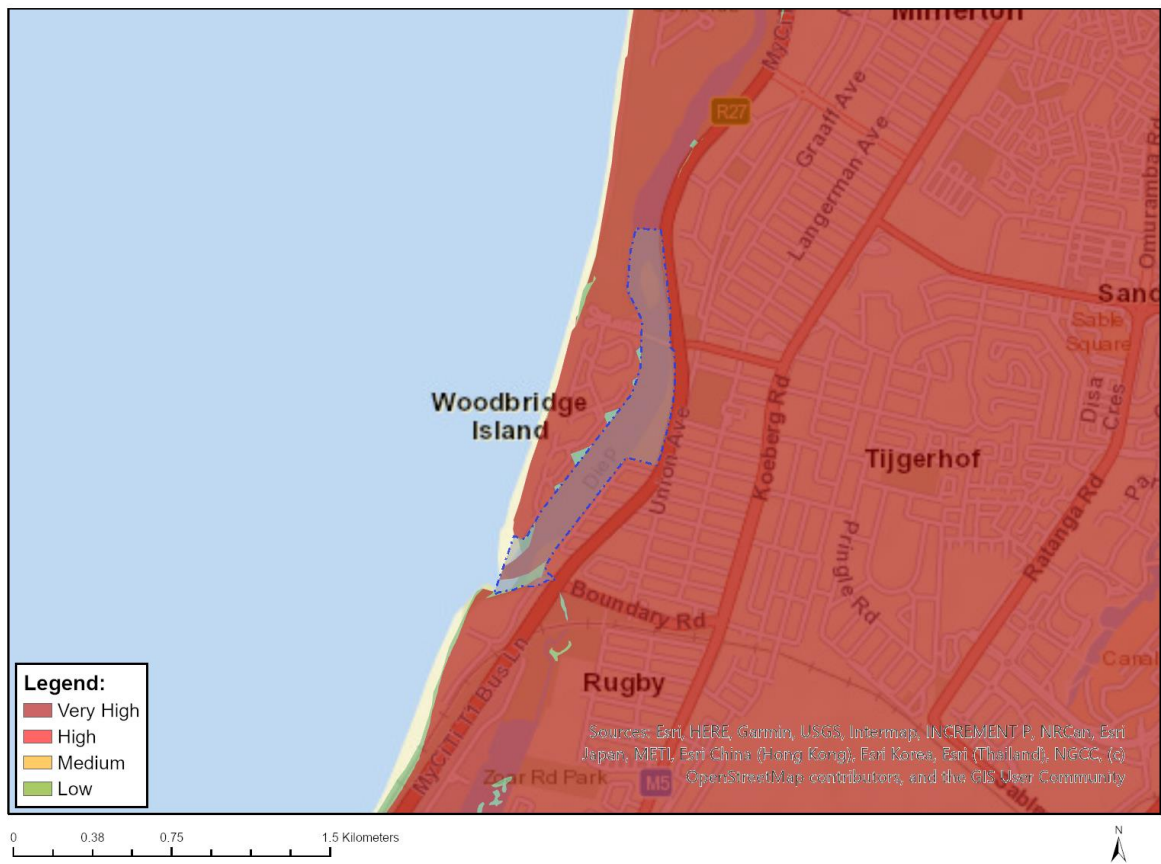 Milnerton
MyCiTi
R27
Graaff Ave
Langerman Ave
Omuramba Rd
Sand
Sable
Square
Disa
Cres
Woodbridge
Island
Diep
Union Ave
Koeberg Rd
Tijgerhof
Pa
Ratanga Rd
Pringle Rd
Boundary Rd
Canal
Rugby
MyCiTi T1 Bus Ln
Zoar Rd Park
M5
Sable
Sources: Esri, HERE, Garmin, USGS, Intermap, INCREMENT P, NRCan, Esri
Japan, METI, Esri China (Hong Kong), Esri Korea, Esri (Thailand), NGCC, (c)
OpenStreetMap contributors, and the GIS User Community
Legend:
Very High
High
Medium
Low
0 0.38 0.75 1.5 Kilometers
N